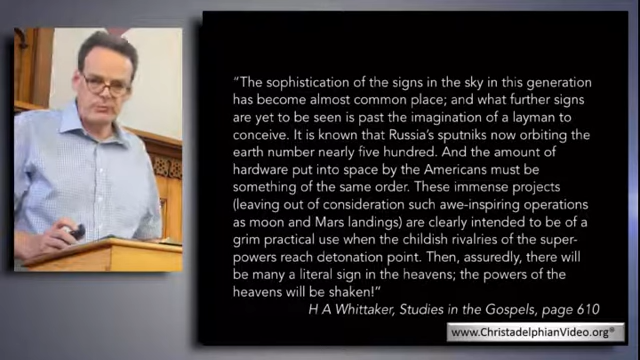 “The sophistication of the signs in the sky in this generation
has become almost common place; and what further signs
are yet to be seen is past the imagination of a layman to
conceive. It is known that Russia’s sputniks now orbiting the
earth number nearly five hundred. And the amount of
hardware put into space by the Americans must be
something of the same order. These immense projects
(leaving out of consideration such awe-inspiring operations
as moon and Mars landings) are clearly intended to be of a
grim practical use when the childish rivalries of the super-
powers reach detonation point. Then, assuredly, there will
be many a literal sign in the heavens; the powers of the
heavens will be shaken!”
H A Whittaker, Studies in the Gospels, page 610
www.ChristadelphianVideo.org®